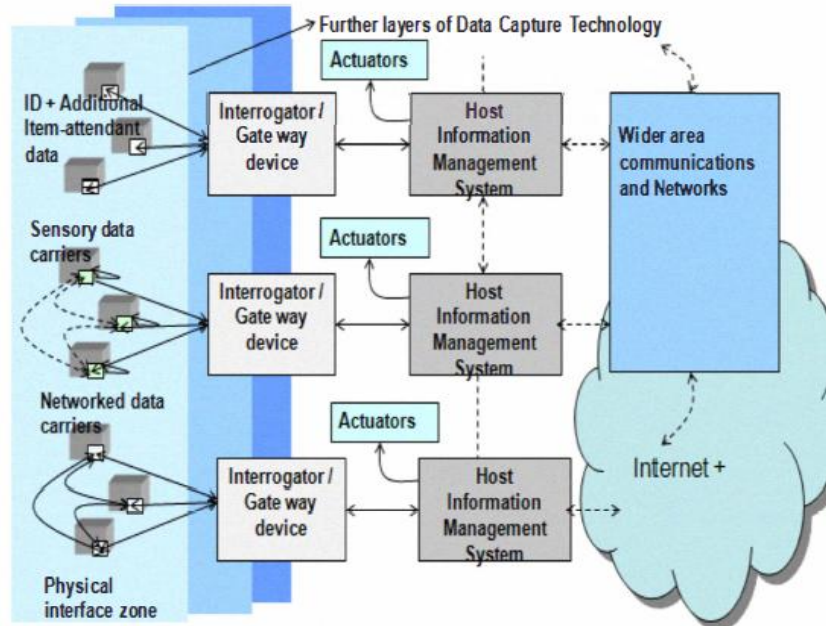 Further layers of Data Capture Technology
ID + Additional
Item-attendant
data
Interrogator /
Gate way
device
Actuators
Host
Information
Management
System
Wider area
communications
and Networks
Sensory data
carriers
Interrogator /
Gate way
device
Actuators
Host
Information
Management
System
Networked data
carriers
Interrogator /
Gate way
device
Actuators
Host
Information
Management
System
Internet +
Physical
interface zone